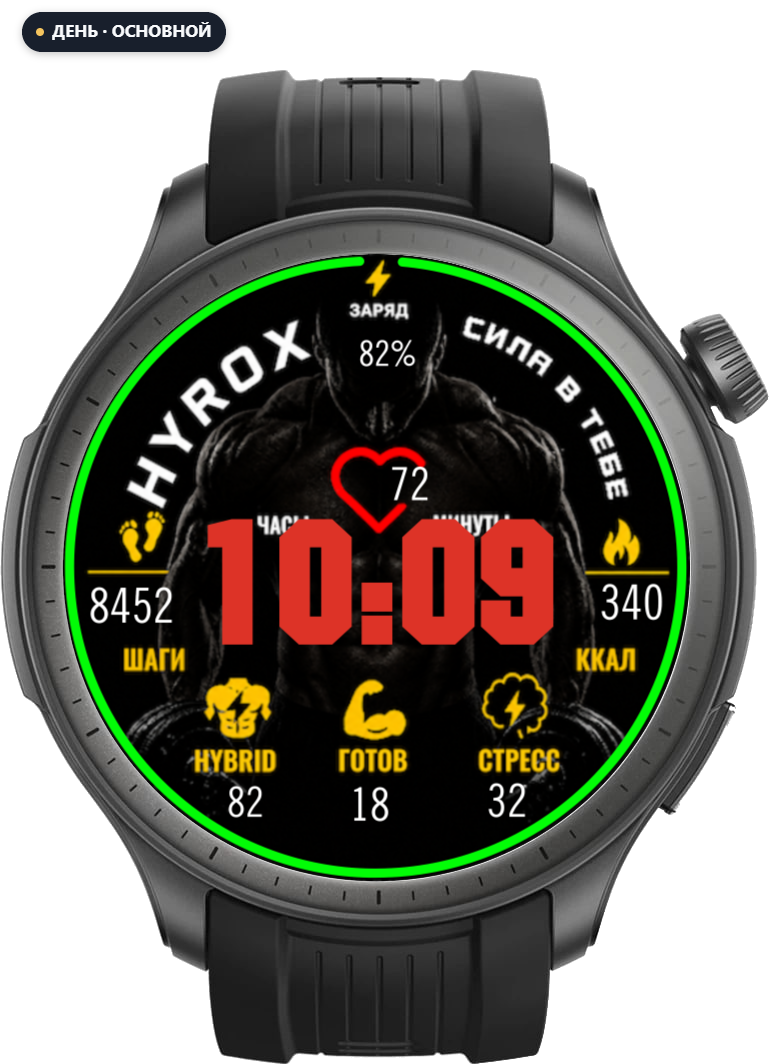 ДЕНЬ · ОСНОВНОЙ
ЗАРЯД
82%
HYROX
СИЛА В ТЕБЕ
72
ЧАСЫ
МИНУТЫ
10:09
8452
340
ШАГИ
ККАЛ
HYBRID
ГОТОВ
СТРЕСС
82
18
32